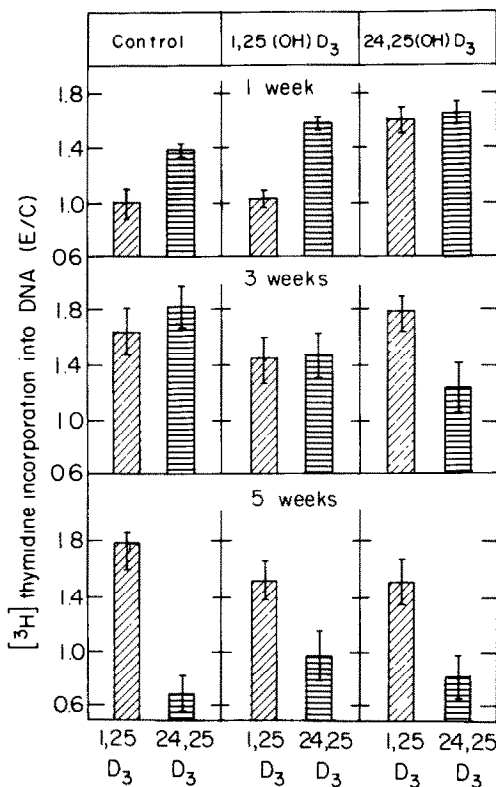 Control 1,25 (OH) D3 24,25 (OH) D3
1 week
1.8
1.4
1.0
0.6
3 weeks
1.8
1.4
1.0
0.6
5 weeks
1.8
1.4
1.0
0.6
[3H] thymidine incorporation into DNA (E/C)
1,25 24,25 1,25 24,25 1,25 24,25
D3 D3 D3 D3 D3 D3